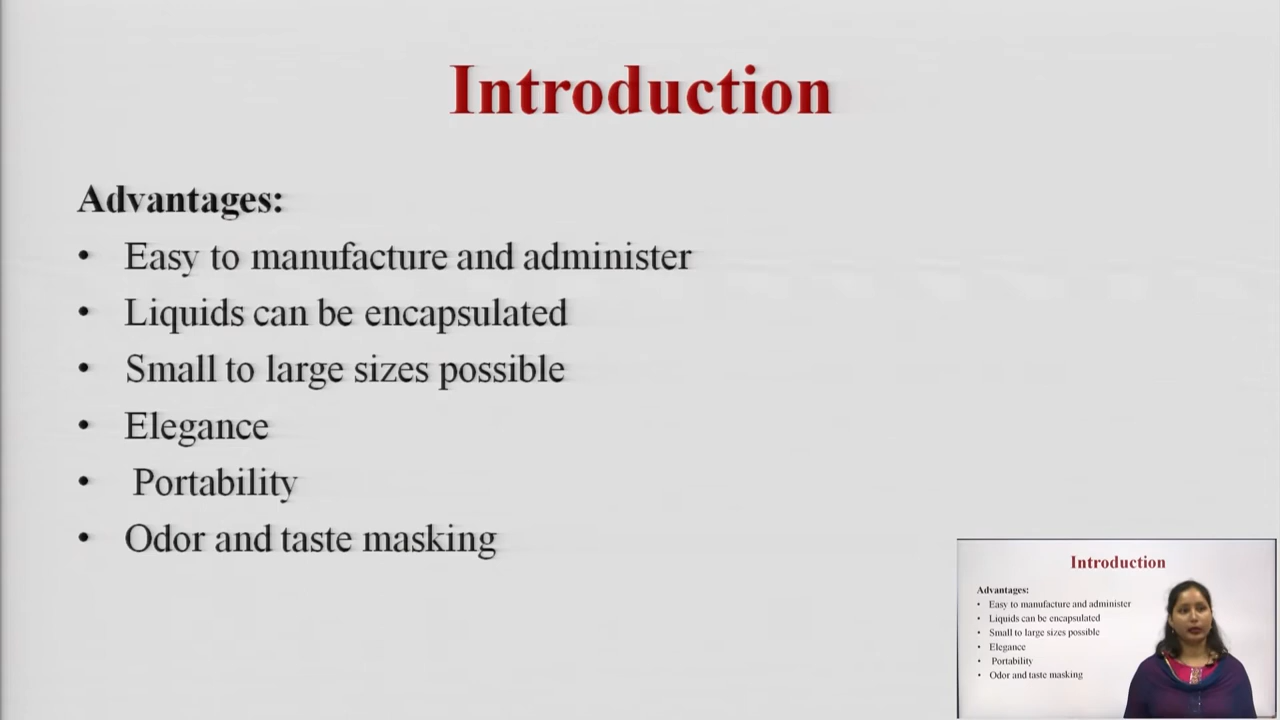 Introduction
Advantages:
• Easy to manufacture and administer
• Liquids can be encapsulated
• Small to large sizes possible
• Elegance
• Portability
• Odor and taste masking
Introduction
Advantages:
• Easy to manufacture and administer
• Liquids can be encapsulated
• Small to large sizes possible
• Elegance
• Portability
• Odor and taste masking